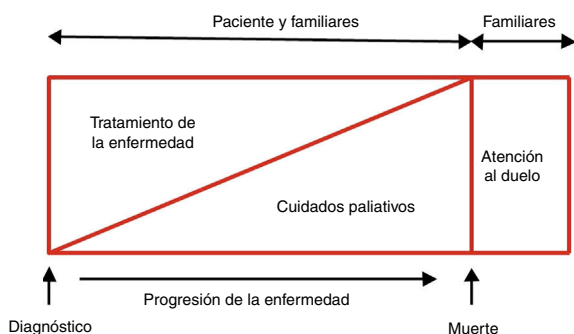 Paciente y familiares
Familiares
Tratamiento de
la enfermedad
Cuidados paliativos
Atención
al duelo
Progresión de la enfermedad
Diagnóstico
Muerte